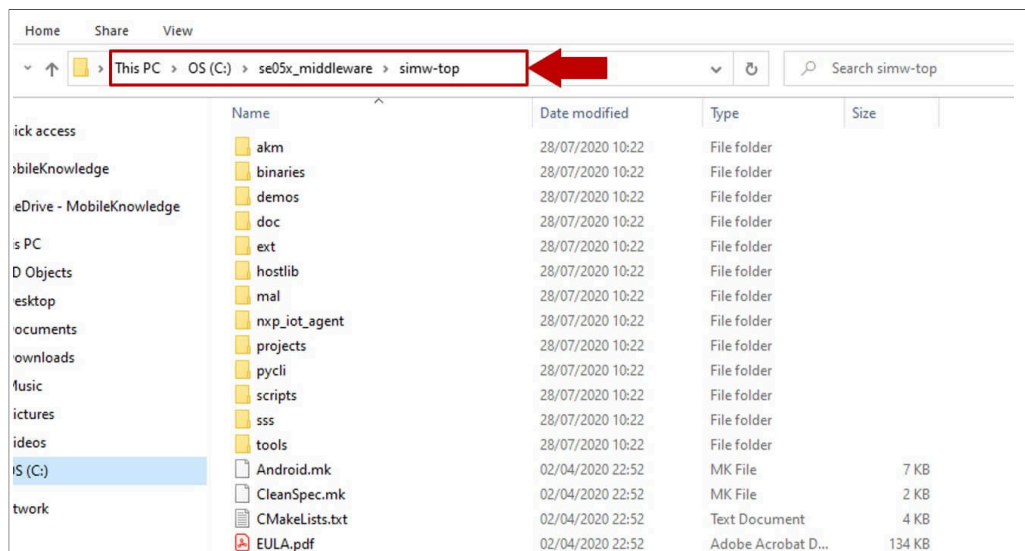 Home Share View
This PC > OS (C:) > se05x_middleware > simw-top Search simw-top
Name Date modified Type Size
ick access
obileKnowledge
eDrive - MobileKnowledge
s PC
D Objects
esktop
ocuments
ownloads
Music
ictures
ideos
OS (C:)
twork
akm 28/07/2020 10:22 File folder
binaries 28/07/2020 10:22 File folder
demos 28/07/2020 10:22 File folder
doc 28/07/2020 10:22 File folder
ext 28/07/2020 10:22 File folder
hostlib 28/07/2020 10:22 File folder
mal 28/07/2020 10:22 File folder
nxp_iot_agent 28/07/2020 10:22 File folder
projects 28/07/2020 10:22 File folder
pycli 28/07/2020 10:22 File folder
scripts 28/07/2020 10:22 File folder
sss 28/07/2020 10:22 File folder
tools 28/07/2020 10:22 File folder
Android.mk 02/04/2020 22:52 MK File 7 KB
CleanSpec.mk 02/04/2020 22:52 MK File 2 KB
CMakeLists.txt 02/04/2020 22:52 Text Document 4 KB
EULA.pdf 02/04/2020 22:52 Adobe Acrobat D... 134 KB